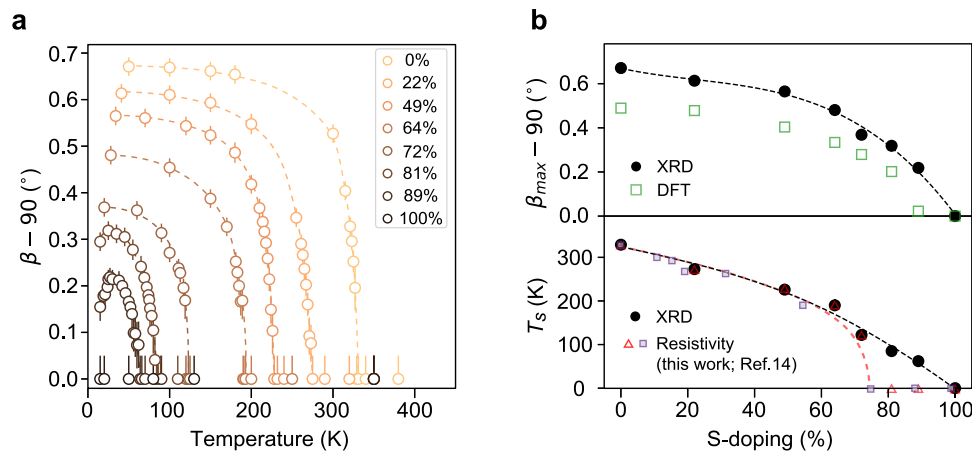 a
b
0.7
0.6
0.5
0.4
0.3
0.2
0.1
0.0
β − 90 (°)
0
100
200
300
400
Temperature (K)
0%
22%
49%
64%
72%
81%
89%
100%
0.6
0.4
0.2
0.0
βmax − 90 (°)
XRD
DFT
300
200
100
0
Ts (K)
XRD
Resistivity
(this work; Ref.14)
0
20
40
60
80
100
S-doping (%)